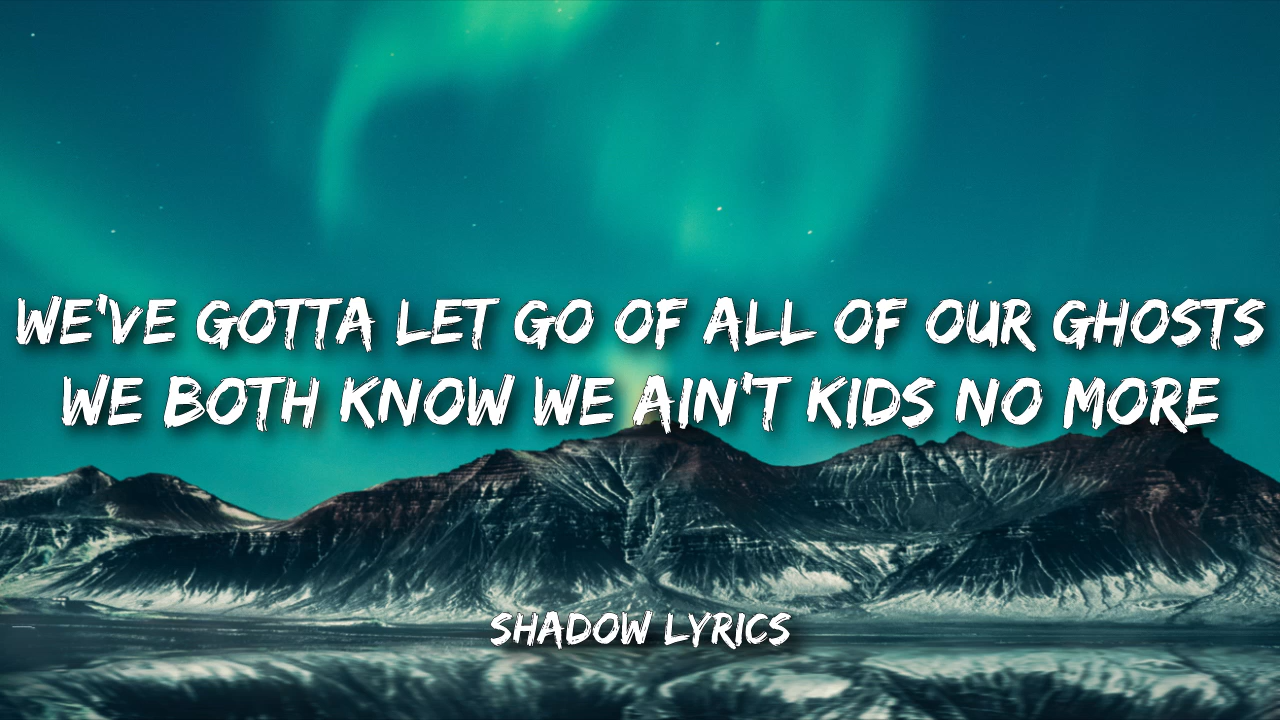 WE'VE GOTTA LET GO OF ALL OF OUR GHOSTS
WE BOTH KNOW WE AIN'T KIDS NO MORE
SHADOW LYRICS